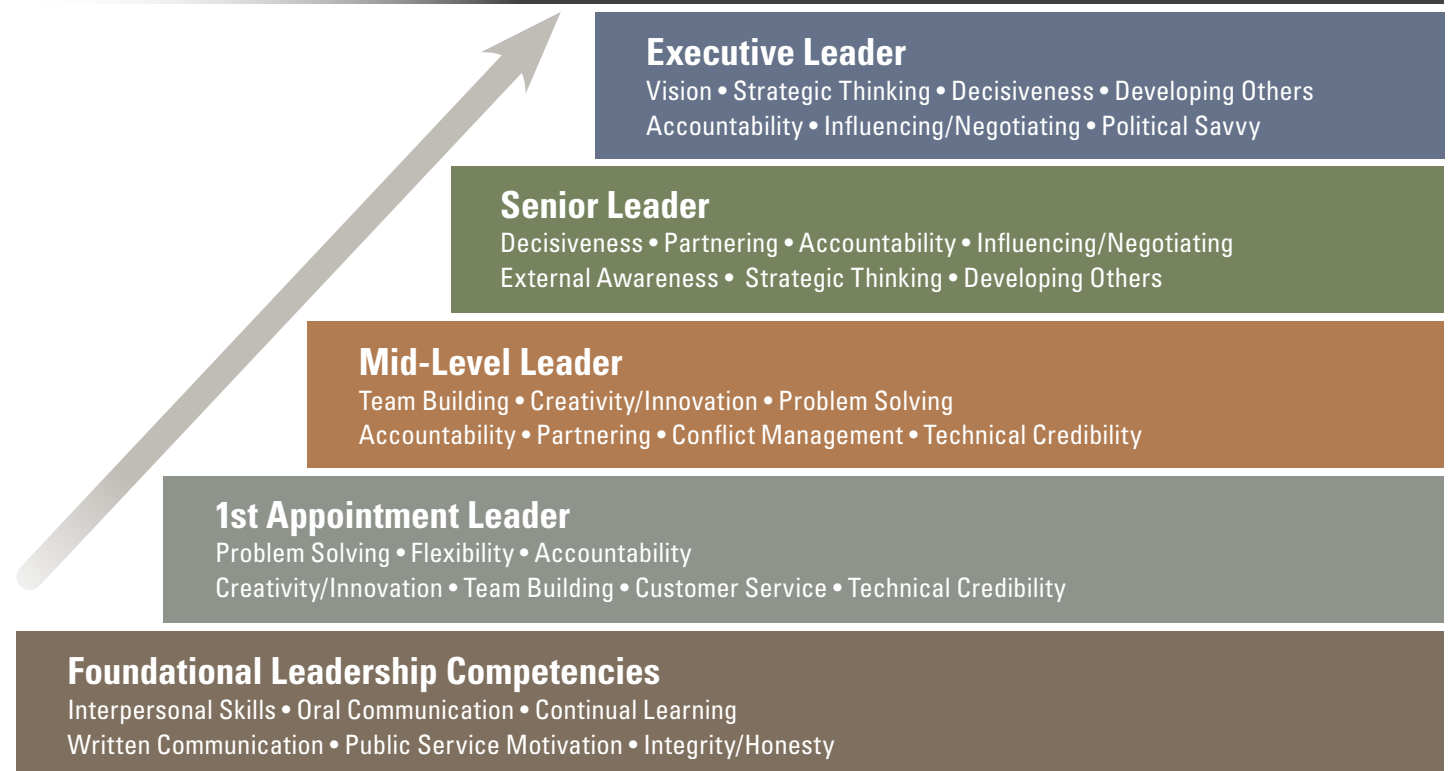 Executive Leader
Vision • Strategic Thinking • Decisiveness • Developing Others
Accountability • Influencing/Negotiating • Political Savvy
Senior Leader
Decisiveness • Partnering • Accountability • Influencing/Negotiating
External Awareness • Strategic Thinking • Developing Others
Mid-Level Leader
Team Building • Creativity/Innovation • Problem Solving
Accountability • Partnering • Conflict Management • Technical Credibility
1st Appointment Leader
Problem Solving • Flexibility • Accountability
Creativity/Innovation • Team Building • Customer Service • Technical Credibility
Foundational Leadership Competencies
Interpersonal Skills • Oral Communication • Continual Learning
Written Communication • Public Service Motivation • Integrity/Honesty